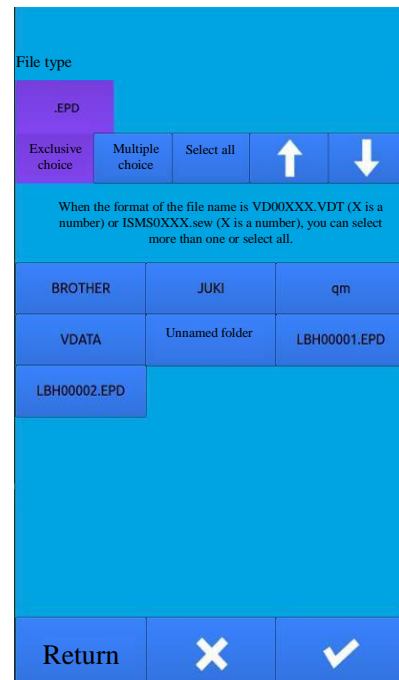 File type
.EPD
Exclusive choice
Multiple choice
Select all
When the format of the file name is VD00XXX.VDT (X is a
number) or ISMS0XXX.sew (X is a number), you can select
more than one or select all.
BROTHER
JUKI
qm
VDATA
Unnamed folder
LBH00001.EPD
LBH00002.EPD
Return